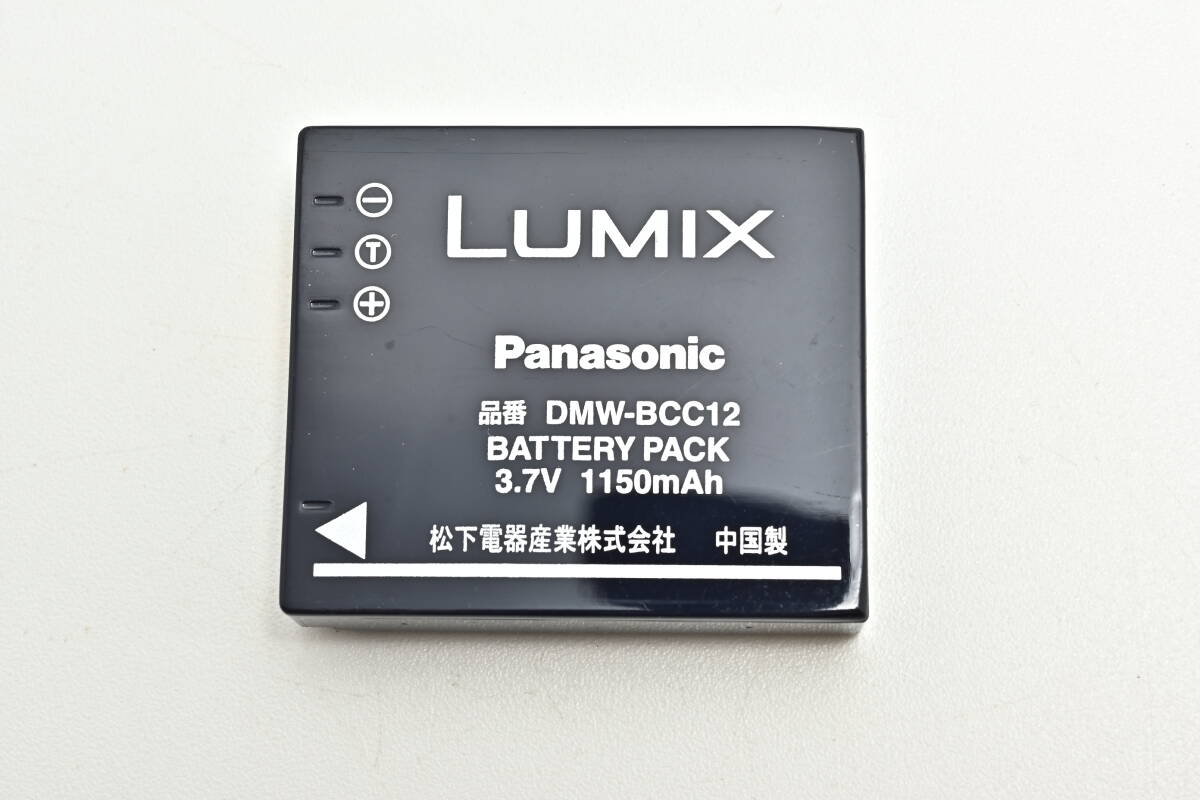 LUMIX
T
Panasonic
品番 DMW-BCC12
BATTERY PACK
3.7V 1150mAh
松下電器産業株式会社 中国製